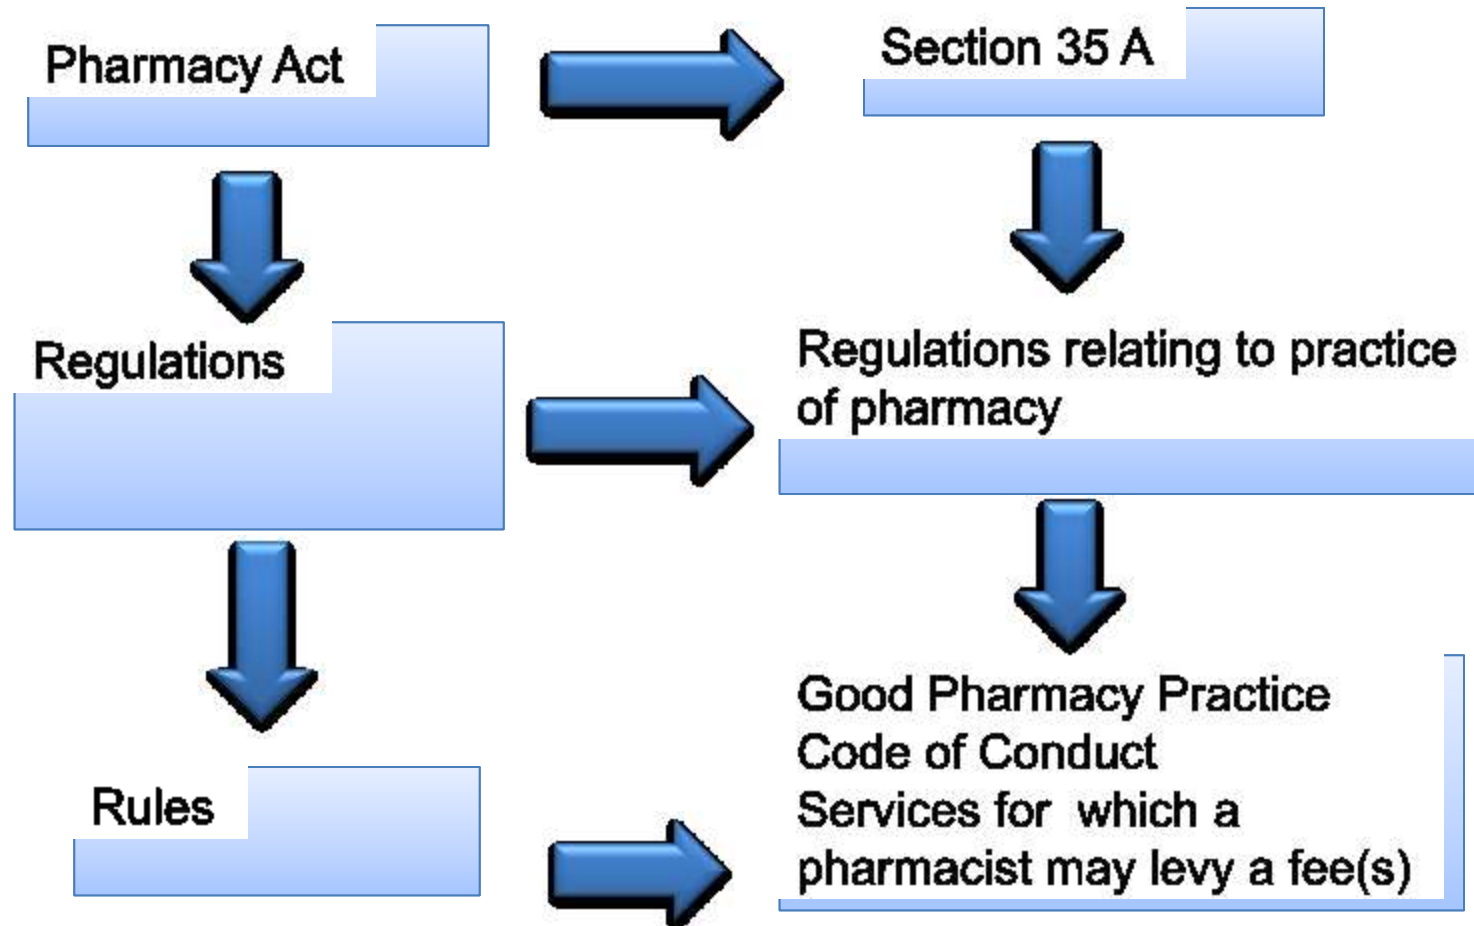 Pharmacy Act
Section 35 A
Regulations
Regulations relating to practice
of pharmacy
Rules
Good Pharmacy Practice
Code of Conduct
Services for which a
pharmacist may levy a fee(s)